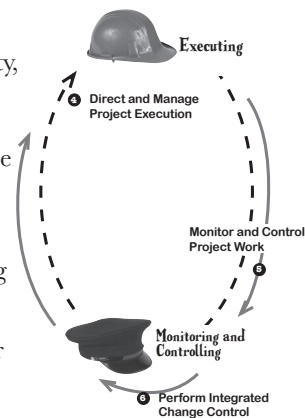 Executing
ty,
4 Direct and Manage
Project Execution
e
Monitor and Control
Project Work
5
g
Monitoring and
Controlling
r
6 Perform Integrated
Change Control